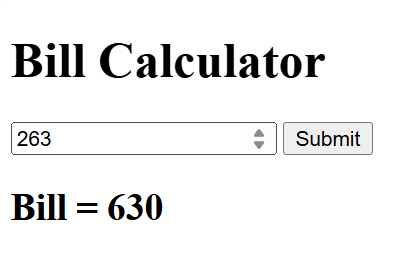 Bill Calculator
263 Submit
Bill = 630